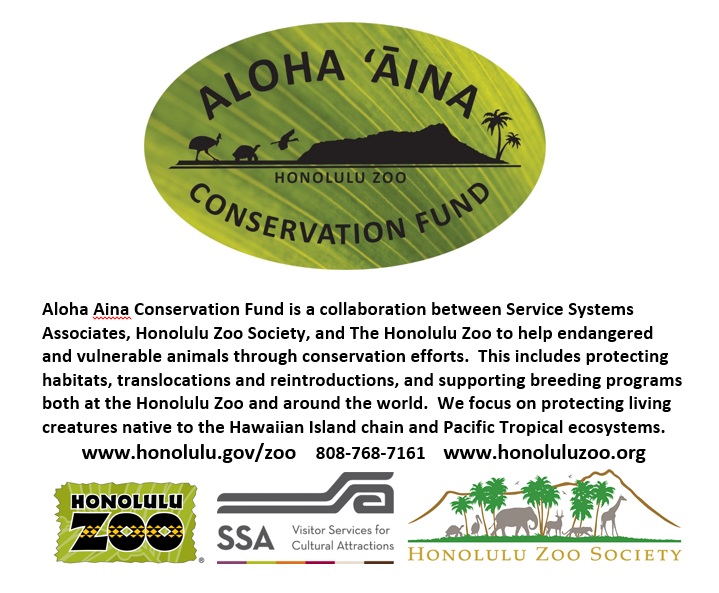 ALOHA ‘ĀINA
HONOLULU ZOO
CONSERVATION FUND
Aloha Aina Conservation Fund is a collaboration between Service Systems
Associates, Honolulu Zoo Society, and The Honolulu Zoo to help endangered
and vulnerable animals through conservation efforts.  This includes protecting
habitats, translocations and reintroductions, and supporting breeding programs
both at the Honolulu Zoo and around the world.  We focus on protecting living
creatures native to the Hawaiian Island chain and Pacific Tropical ecosystems.
www.honolulu.gov/zoo 808-768-7161 www.honoluluzoo.org
HONOLULU
ZOO
®
SSA
Visitor Services for
Cultural Attractions
HONOLULU ZOO SOCIETY